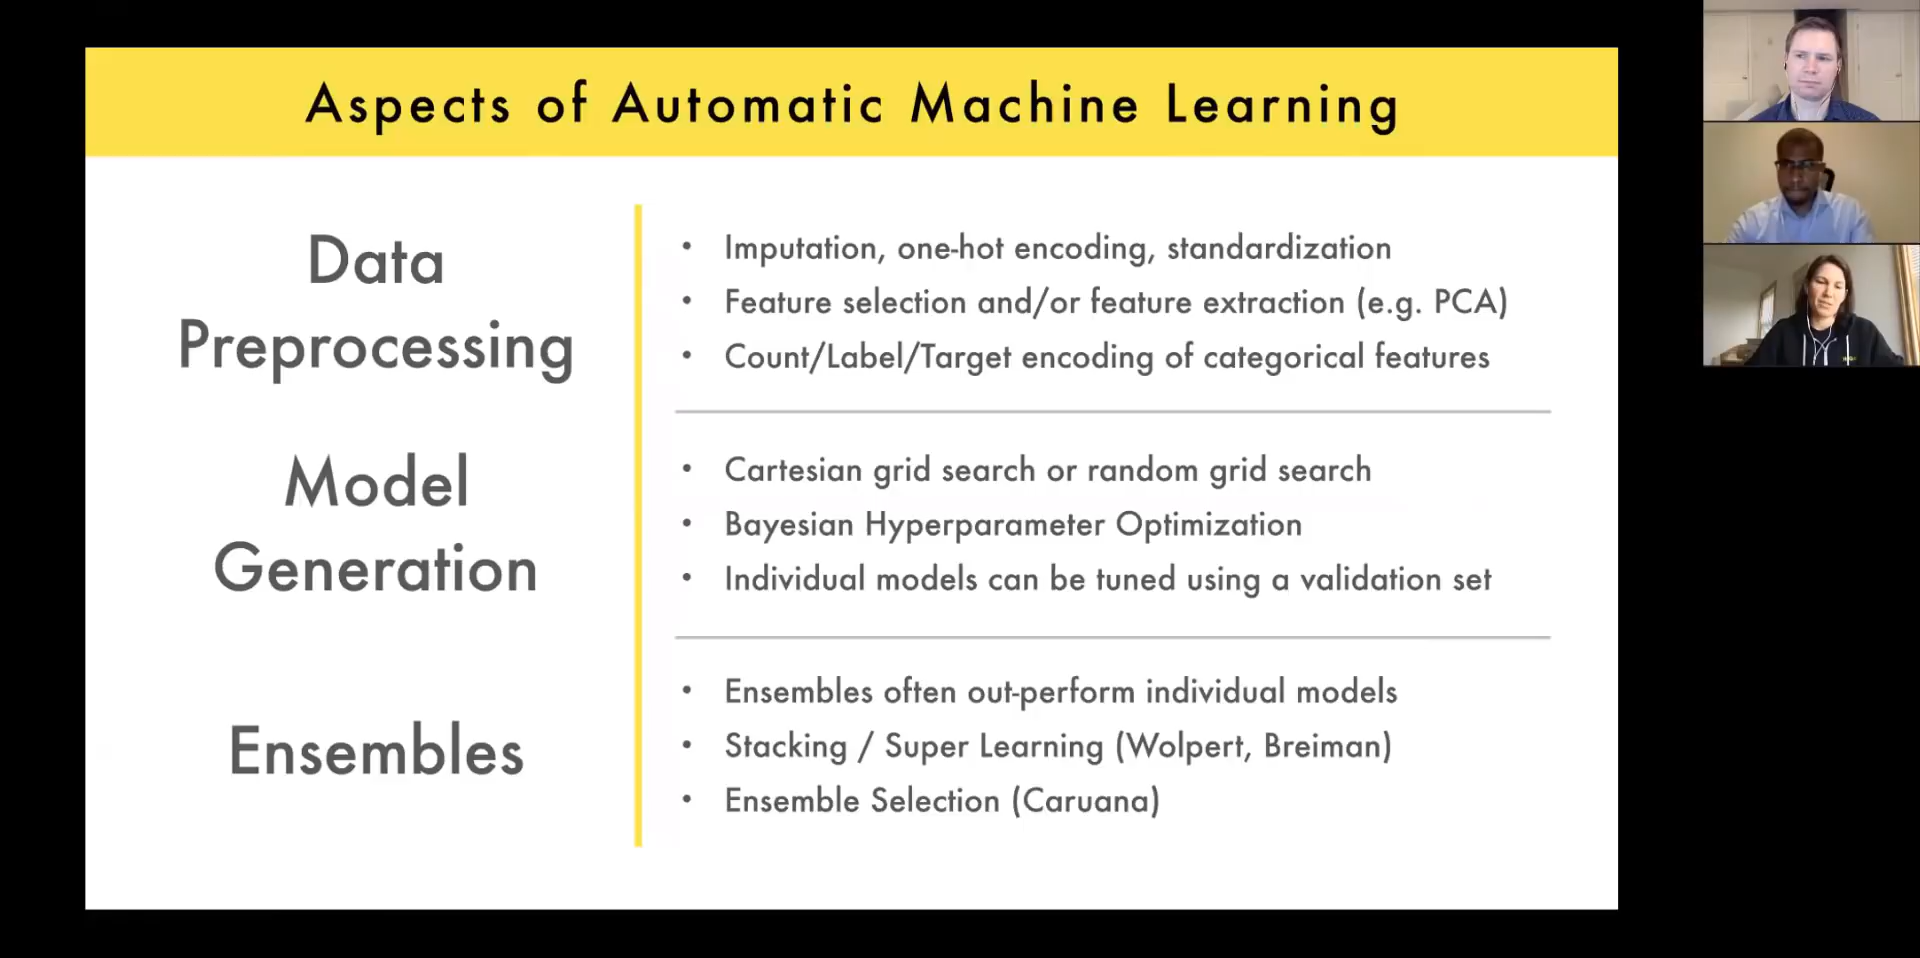 Aspects of Automatic Machine Learning
Data
Preprocessing
• Imputation, one-hot encoding, standardization
• Feature selection and/or feature extraction (e.g. PCA)
• Count/Label/Target encoding of categorical features
Model
Generation
• Cartesian grid search or random grid search
• Bayesian Hyperparameter Optimization
• Individual models can be tuned using a validation set
Ensembles
• Ensembles often out-perform individual models
• Stacking / Super Learning (Wolpert, Breiman)
• Ensemble Selection (Caruana)